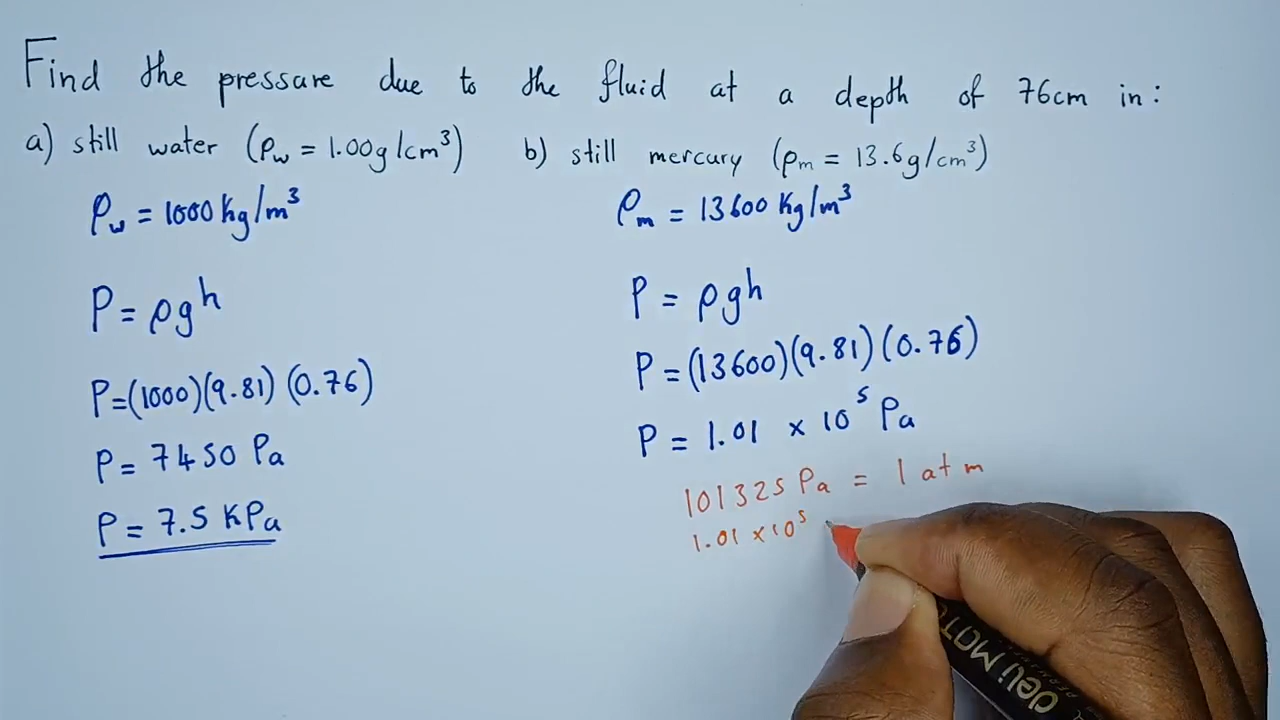 Find the pressure due to the fluid at a depth of 76cm in:
a) still water (ρw = 1.00g/cm³) b) still mercury (ρm = 13.6g/cm³)
ρw = 1000 kg/m³
P = ρgh
P=(1000)(9.81)(0.76)
P= 7450 Pa
P = 7.5 KPa
ρm = 13600 Kg/m³
P = ρgh
P=(13600)(9.81)(0.76)
P = 1.01 × 10⁵ Pa
101325 Pa = 1 atm
1.01 × 10⁵
deli MOTO